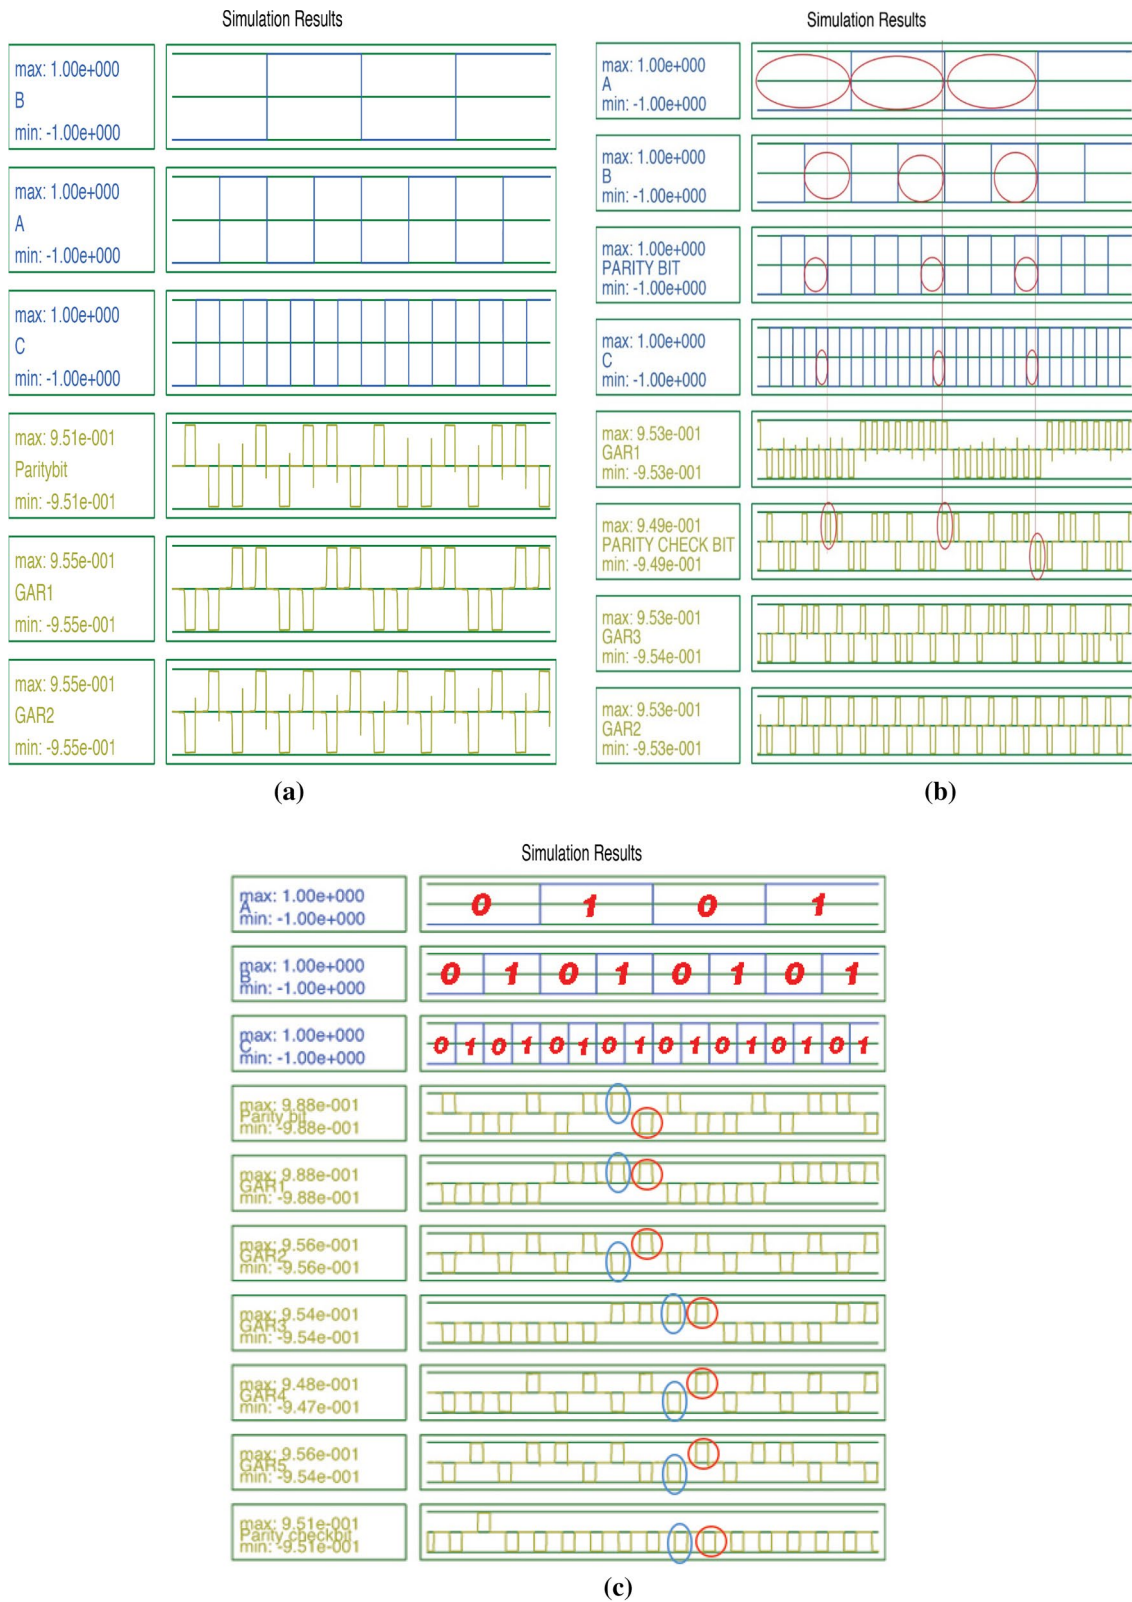 Simulation Results
max: 1.00e+000
B
min: -1.00e+000
max: 1.00e+000
A
min: -1.00e+000
max: 1.00e+000
C
min: -1.00e+000
max: 9.51e-001
Paritybit
min: -9.51e-001
max: 9.55e-001
GAR1
min: -9.55e-001
max: 9.55e-001
GAR2
min: -9.55e-001
(a)
Simulation Results
max: 1.00e+000
A
min: -1.00e+000
max: 1.00e+000
B
min: -1.00e+000
max: 1.00e+000
PARITY BIT
min: -1.00e+000
max: 1.00e+000
C
min: -1.00e+000
max: 9.53e-001
GAR1
min: -9.53e-001
max: 9.49e-001
PARITY CHECK BIT
min: -9.49e-001
max: 9.53e-001
GAR3
min: -9.54e-001
max: 9.53e-001
GAR2
min: -9.53e-001
(b)
Simulation Results
max: 1.00e+000
A
min: -1.00e+000
0 1 0 1
max: 1.00e+000
B
min: -1.00e+000
0 1 0 1 0 1 0 1
max: 1.00e+000
C
min: -1.00e+000
0 1 0 1 0 1 0 1 0 1 0 1 0 1 0 1
max: 9.88e-001
Parity bit
min: -9.88e-001
max: 9.88e-001
GAR1
min: -9.88e-001
max: 9.56e-001
GAR2
min: -9.56e-001
max: 9.54e-001
GAR3
min: -9.54e-001
max: 9.48e-001
GAR4
min: -9.47e-001
max: 9.56e-001
GAR5
min: -9.54e-001
max: 9.51e-001
Parity checkbit
min: -9.51e-001
(c)